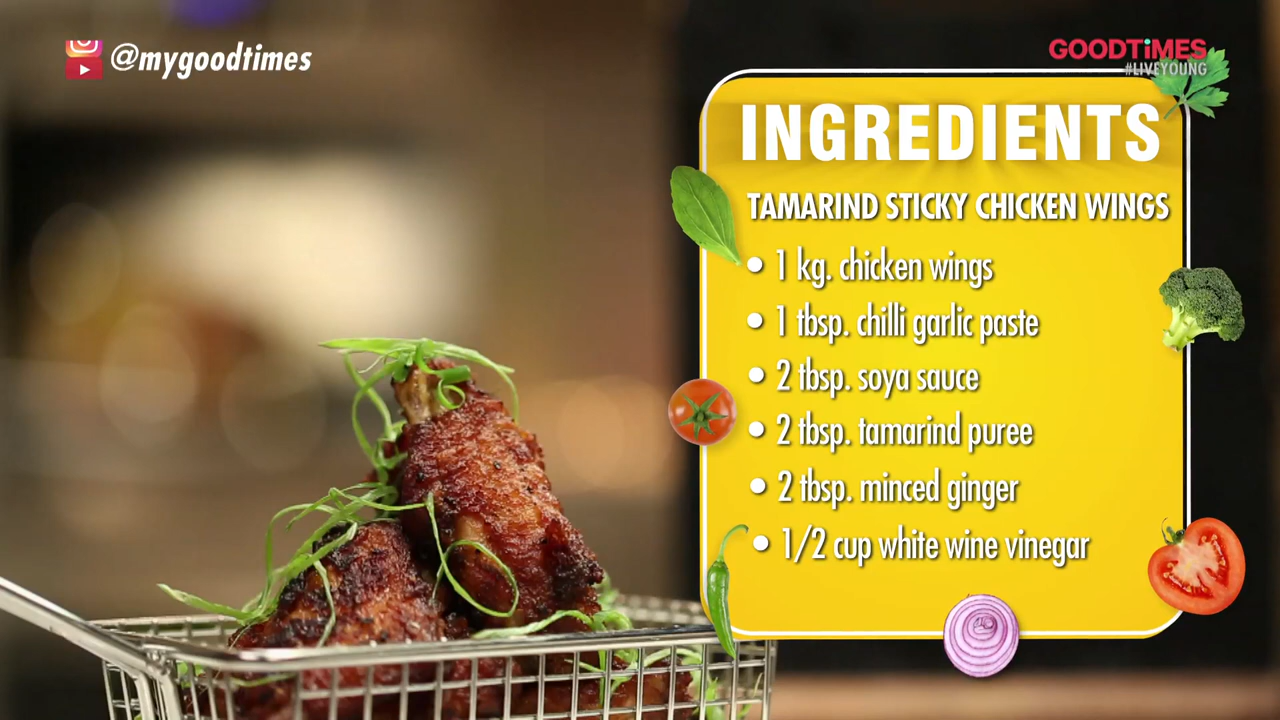 @mygoodtimes
GOODTiMES
#LIVEYOUNG
INGREDIENTS
TAMARIND STICKY CHICKEN WINGS
• 1 kg. chicken wings
• 1 tbsp. chilli garlic paste
• 2 tbsp. soya sauce
• 2 tbsp. tamarind puree
• 2 tbsp. minced ginger
• 1/2 cup white wine vinegar